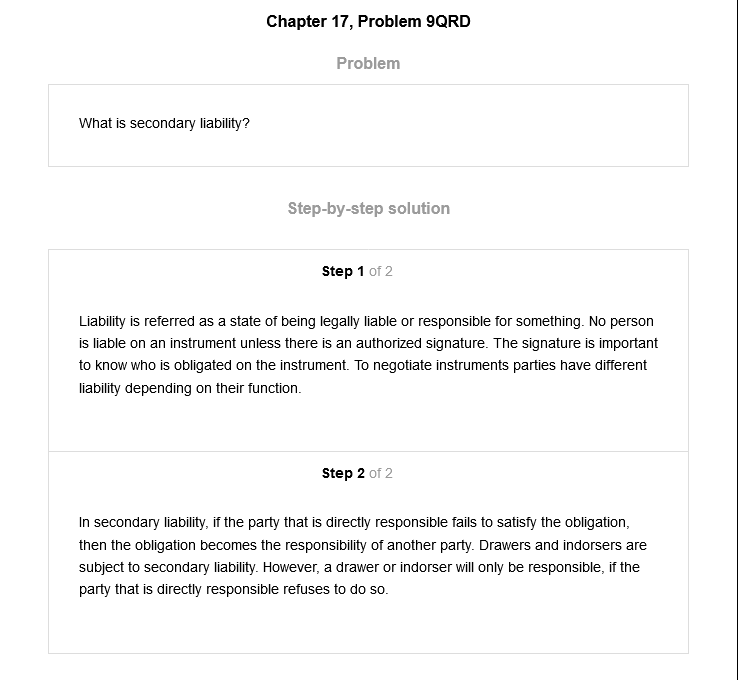 Chapter 17, Problem 9QRD
Problem
What is secondary liability?
Step-by-step solution
Step 1 of 2
Liability is referred as a state of being legally liable or responsible for something. No person
is liable on an instrument unless there is an authorized signature. The signature is important
to know who is obligated on the instrument. To negotiate instruments parties have different
liability depending on their function.
Step 2 of 2
In secondary liability, if the party that is directly responsible fails to satisfy the obligation,
then the obligation becomes the responsibility of another party. Drawers and indorsers are
subject to secondary liability. However, a drawer or indorser will only be responsible, if the
party that is directly responsible refuses to do so.